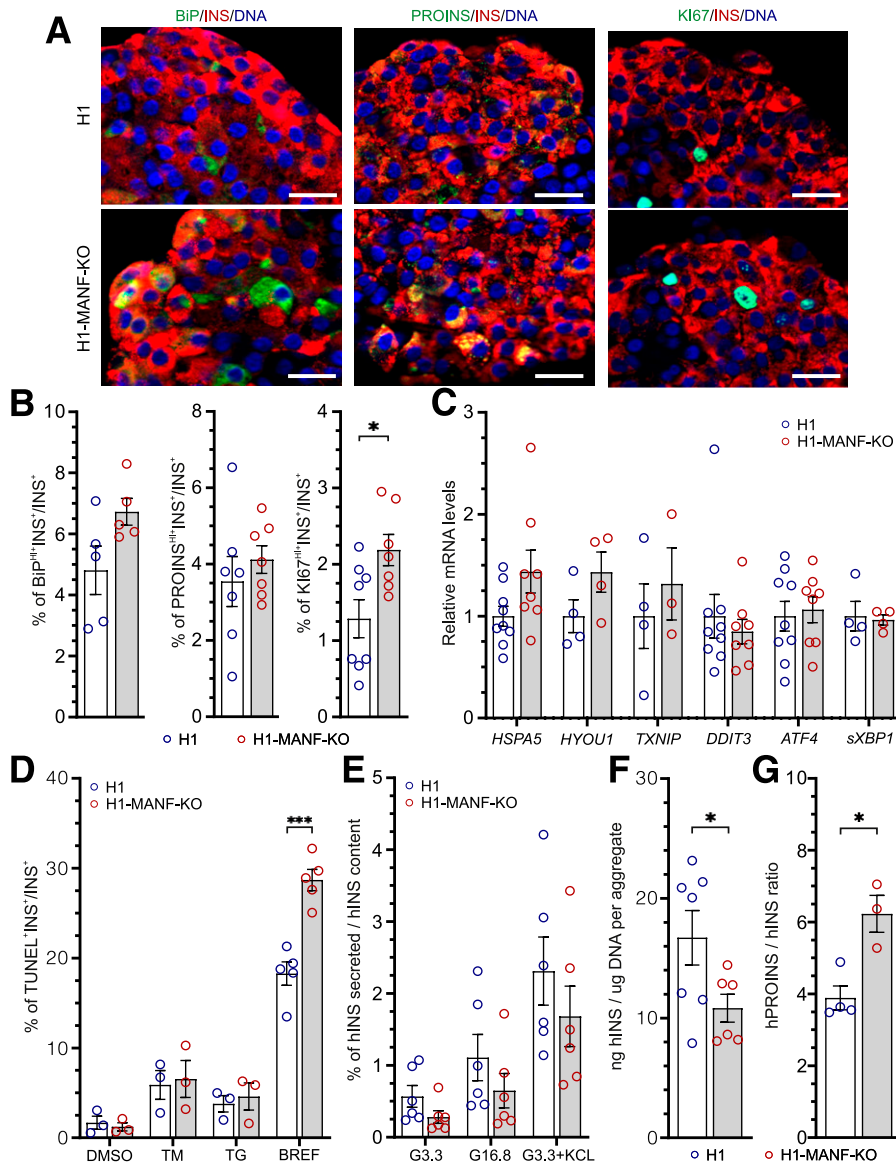 A
BiP/INS/DNA
PROINS/INS/DNA
KI67/INS/DNA
H1
H1-MANF-KO
B
% of BiPHI+INS+/INS+
10
8
6
4
2
0
% of PROINSHI+INS+/INS+
8
6
4
2
0
% of KI67HI+INS+/INS+
4
3
2
1
0
*
H1
H1-MANF-KO
C
Relative mRNA levels
3
2
1
0
H1
H1-MANF-KO
HSPA5
HYOU1
TXNIP
DDIT3
ATF4
sXBP1
D
% of TUNEL+INS+/INS+
40
30
20
10
0
H1
H1-MANF-KO
***
DMSO
TM
TG
BREF
E
% of hINS secreted / hINS content
5
4
3
2
1
0
H1
H1-MANF-KO
G3.3
G16.8
G3.3+KCL
F
ng hINS / ug DNA per aggregate
30
20
10
0
*
G
hPROINS / hINS ratio
10
8
6
4
2
0
*
H1
H1-MANF-KO